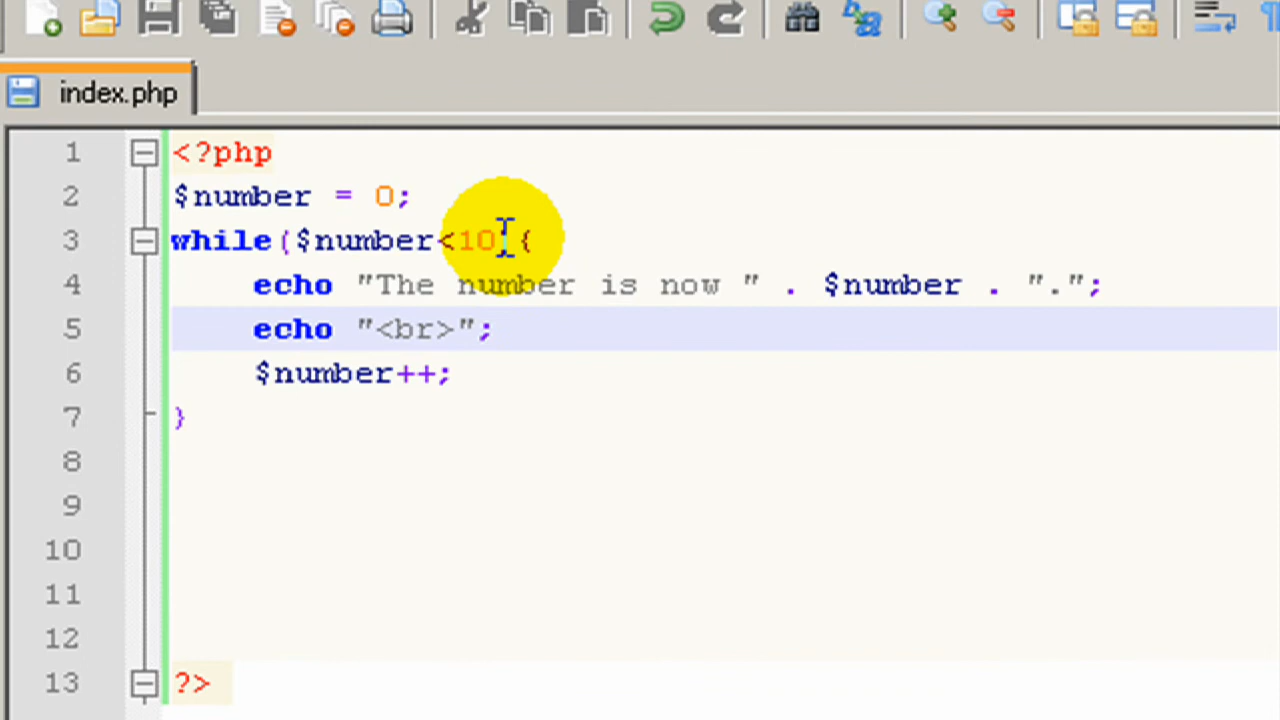 index.php
1 <?php
2 $number = 0;
3 while($number<10) {
4 echo "The number is now " . $number . ".";
5 echo "<br>";
6 $number++;
7 }
8
9
10
11
12
13 ?>